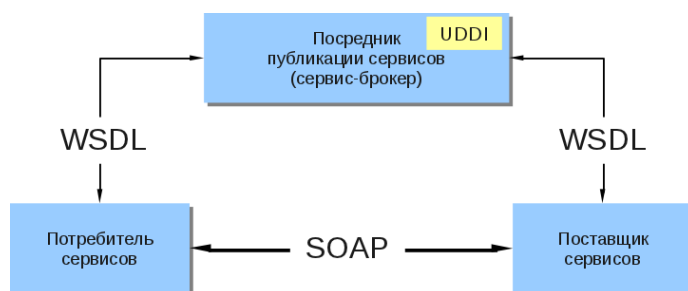 Посредник
UDDI
публикации сервисов
(сервис-брокер)
WSDL
WSDL
Потребитель
сервисов
SOAP
Поставщик
сервисов